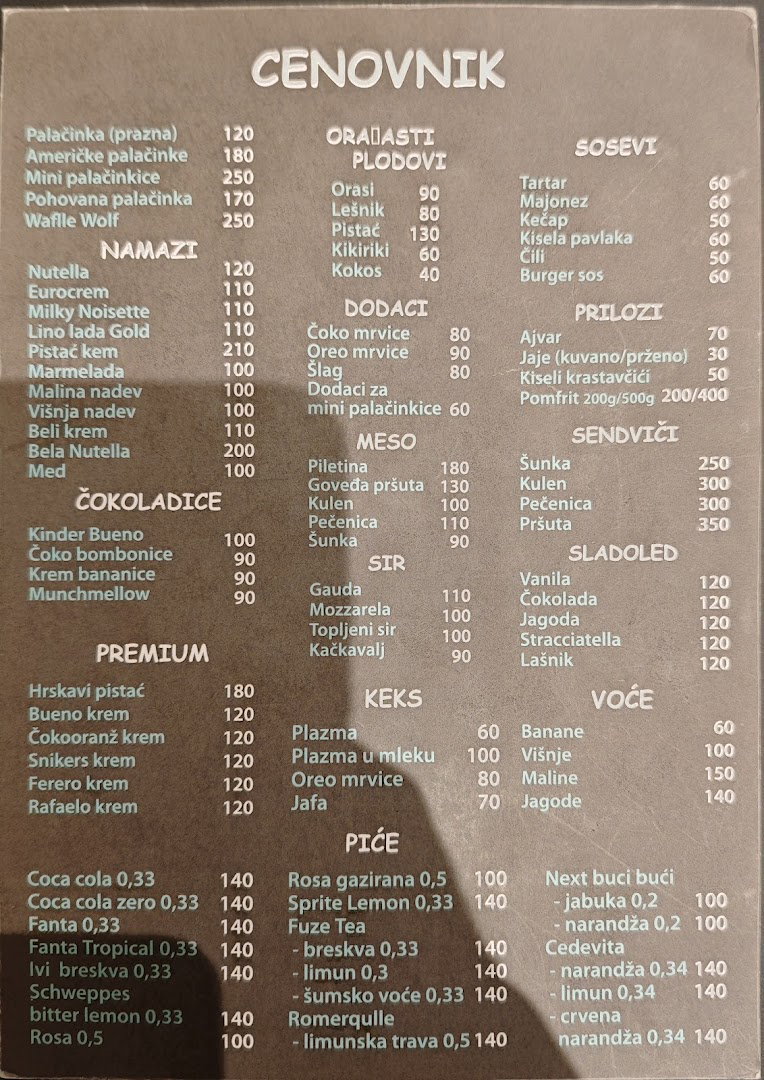 CENOVNIK
Palačinka (prazna) 120
Američke palačinke 180
Mini palačinkice 250
Pohovana palačinka 170
Waflle Wolf 250
NAMAZI
Nutella 120
Eurocrem 110
Milky Noisette 110
Lino lada Gold 110
Pistać kem 210
Marmelada 100
Malina nadev 100
Višnja nadev 100
Beli krem 110
Bela Nutella 200
Med 100
ČOKOLADICE
Kinder Bueno 100
Čoko bombonice 90
Krem bananice 90
Munchmellow 90
PREMIUM
Hrskavi pistać 180
Bueno krem 120
Čokooranž krem 120
Snikers krem 120
Ferero krem 120
Rafaelo krem 120
ORA▯ASTI
PLODOVI
Orasi 90
Lešnik 80
Pistać 130
Kikiriki 60
Kokos 40
DODACI
Čoko mrvice 80
Oreo mrvice 90
Šlag 80
Dodaci za
mini palačinkice 60
MESO
Piletina 180
Goveđa pršuta 130
Kulen 100
Pečenica 110
Šunka 90
SIR
Gauda 110
Mozzarela 100
Topljeni sir 100
Kačkavalj 90
KEKS
Plazma 60
Plazma u mleku 100
Oreo mrvice 80
Jafa 70
SOSEVI
Tartar 60
Majonez 60
Kečap 50
Kisela pavlaka 60
Čili 50
Burger sos 60
PRILOZI
Ajvar 70
Jaje (kuvano/prženo) 30
Kiseli krastavčići 50
Pomfrit 200g/500g 200/400
SENDVIČI
Šunka 250
Kulen 300
Pečenica 300
Pršuta 350
SLADOLED
Vanila 120
Čokolada 120
Jagoda 120
Stracciatella 120
Lašnik 120
VOĆE
Banane 60
Višnje 100
Maline 150
Jagode 140
PIĆE
Coca cola 0,33 140
Coca cola zero 0,33 140
Fanta 0,33 140
Fanta Tropical 0,33 140
Ivi breskva 0,33 140
Schweppes
bitter lemon 0,33 140
Rosa 0,5 100
Rosa gazirana 0,5 100
Sprite Lemon 0,33 140
Fuze Tea
- breskva 0,33 140
- limun 0,3 140
- šumsko voće 0,33 140
Romerqulle
- limunska trava 0,5 140
Next buci bući
- jabuka 0,2 100
- narandža 0,2 100
Cedevita
- narandža 0,34 140
- limun 0,34 140
- crvena
narandža 0,34 140